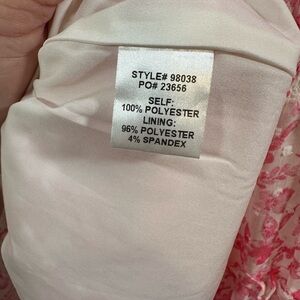 STYLE# 98038
PO# 23656
SELF:
100% POLYESTER
LINING:
96% POLYESTER
4% SPANDEX